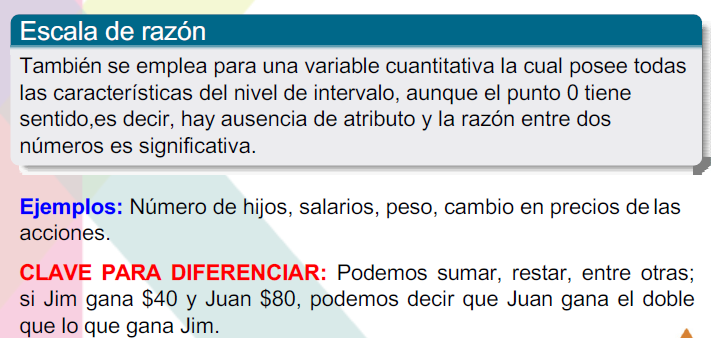 Escala de razón
También se emplea para una variable cuantitativa la cual posee todas
las características del nivel de intervalo, aunque el punto 0 tiene
sentido,es decir, hay ausencia de atributo y la razón entre dos
números es significativa.
Ejemplos: Número de hijos, salarios, peso, cambio en precios de las
acciones.
CLAVE PARA DIFERENCIAR: Podemos sumar, restar, entre otras;
si Jim gana $40 y Juan $80, podemos decir que Juan gana el doble
que lo que gana Jim.